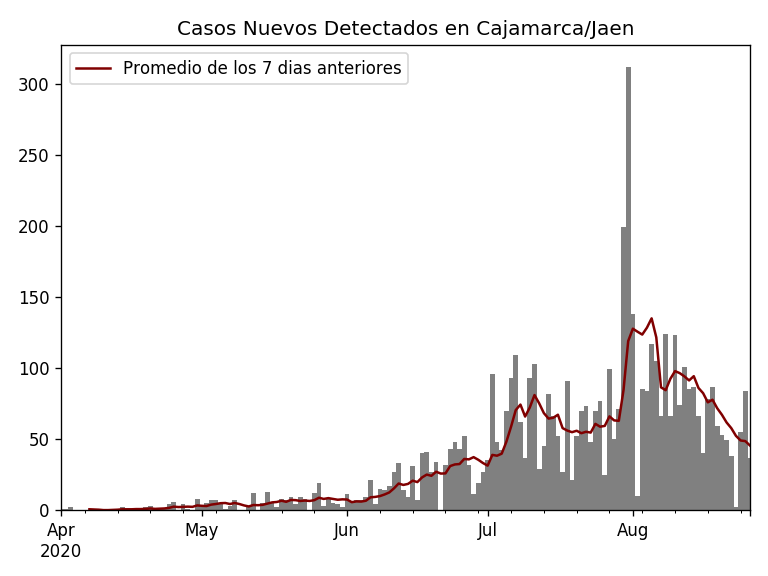 Casos Nuevos Detectados en Cajamarca/Jaen
Promedio de los 7 dias anteriores
300
250
200
150
100
50
0
Apr May Jun Jul Aug
2020